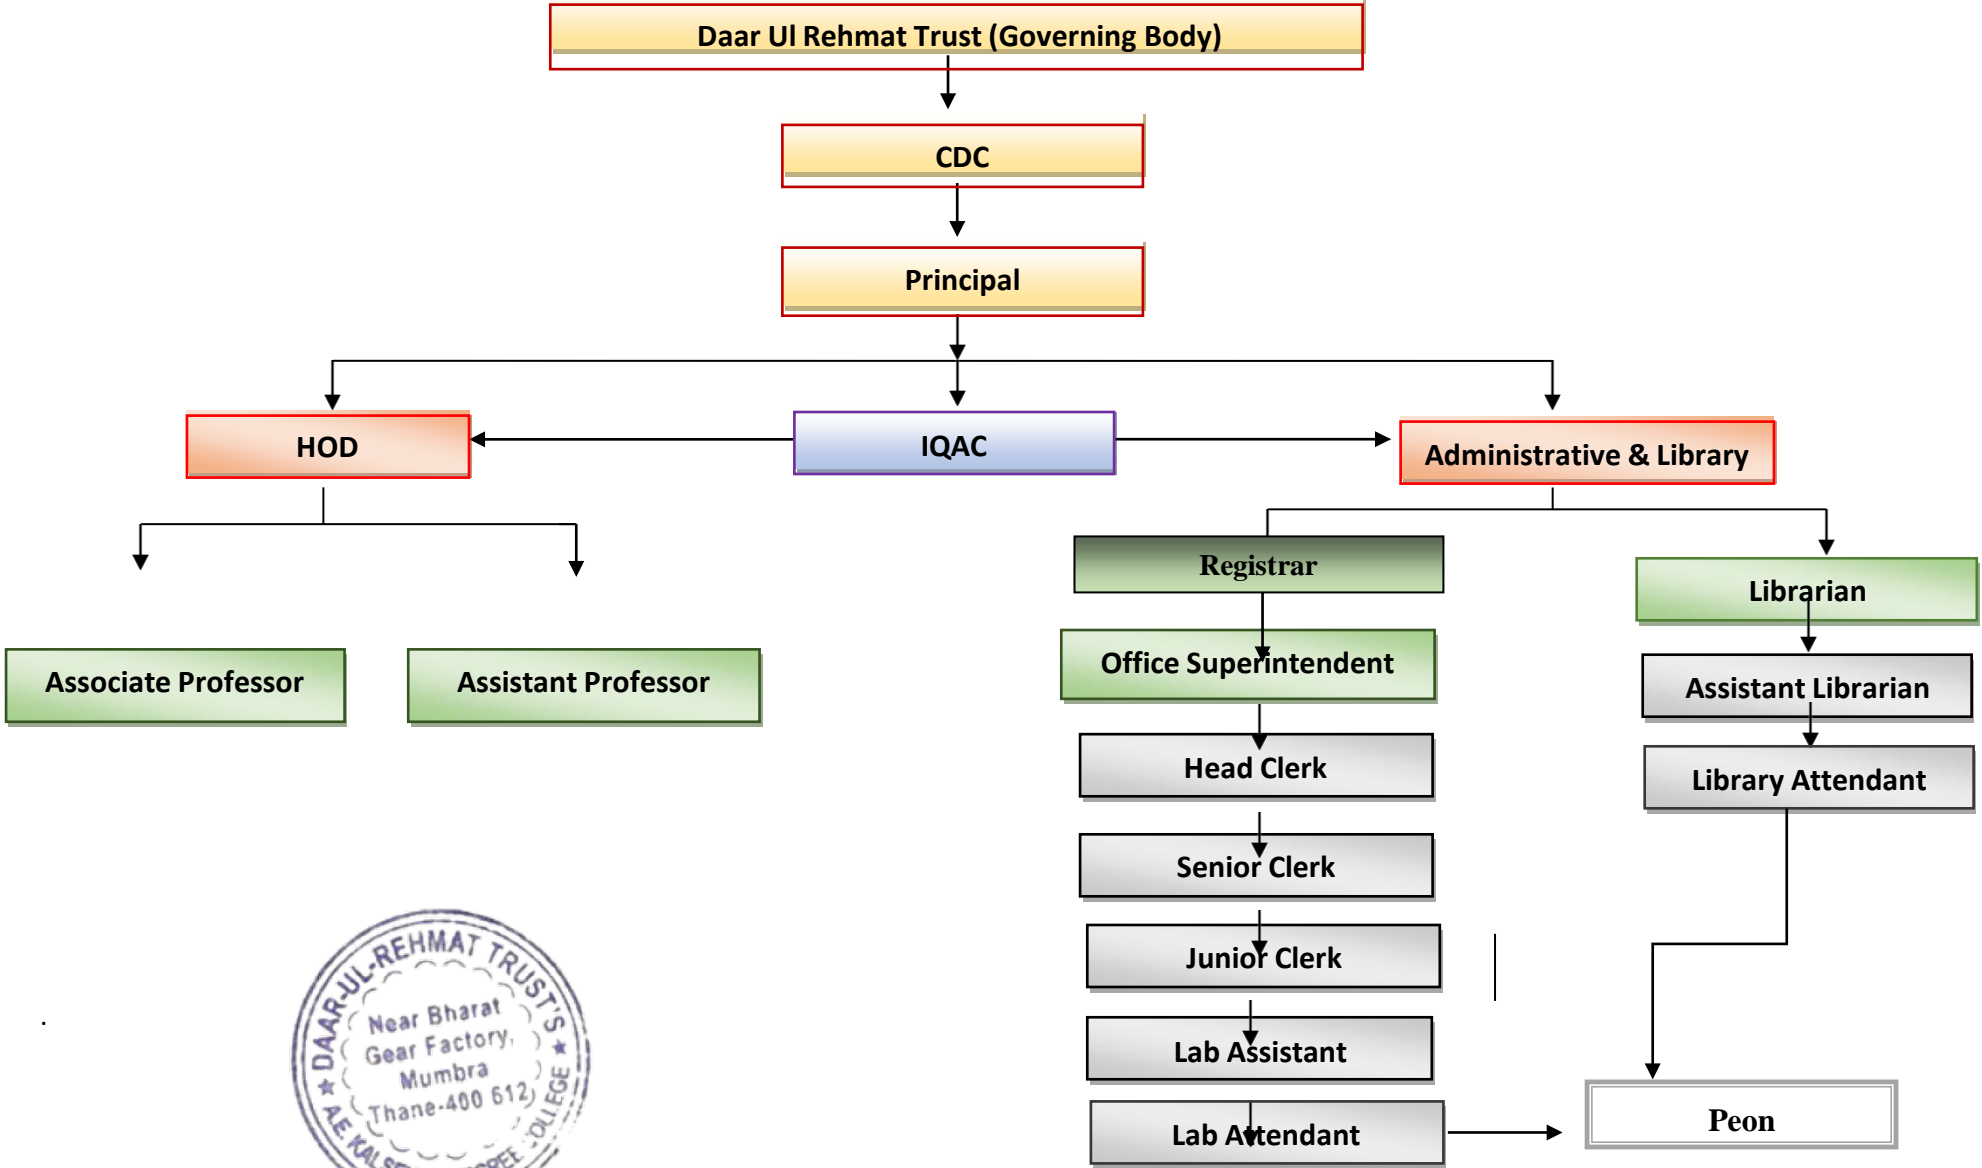 Daar Ul Rehmat Trust (Governing Body)
CDC
Principal
HOD
IQAC
Administrative & Library
Registrar
Librarian
Office Superintendent
Associate Professor
Assistant Professor
Assistant Librarian
Head Clerk
Library Attendant
Senior Clerk
Junior Clerk
Lab Assistant
Lab Attendant
Peon
DAAR-UL-REHMAT TRUST'S
Near Bharat
Gear Factory,
Mumbra
Thane-400 612
A.E. COLLEGE
.